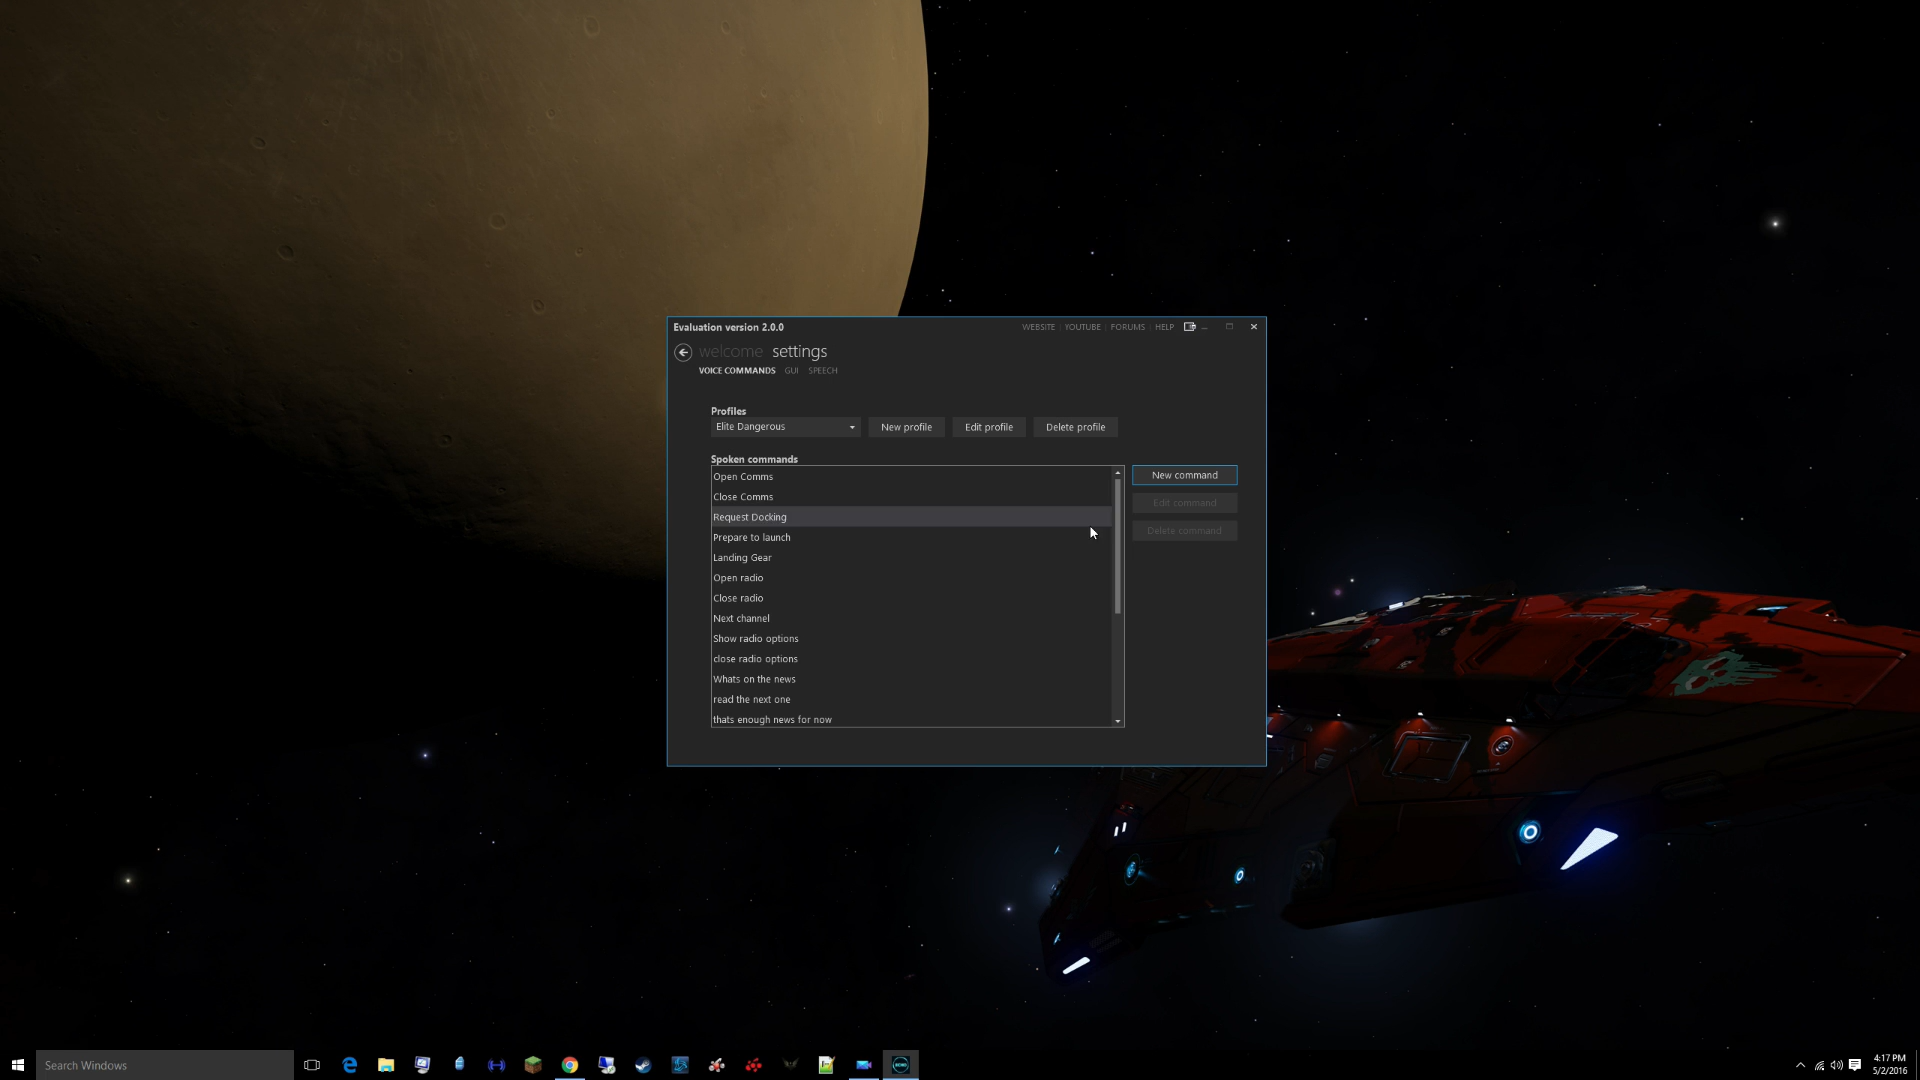 Evaluation version 2.0.0
WEBSITE YOUTUBE FORUMS HELP
welcome settings
VOICE COMMANDS GUI SPEECH
Profiles
Elite Dangerous
New profile
Edit profile
Delete profile
Spoken commands
Open Comms
Close Comms
Request Docking
Prepare to launch
Landing Gear
Open radio
Close radio
Next channel
Show radio options
close radio options
Whats on the news
read the next one
thats enough news for now
New command
Edit command
Delete command
Search Windows
4:17 PM
5/2/2016